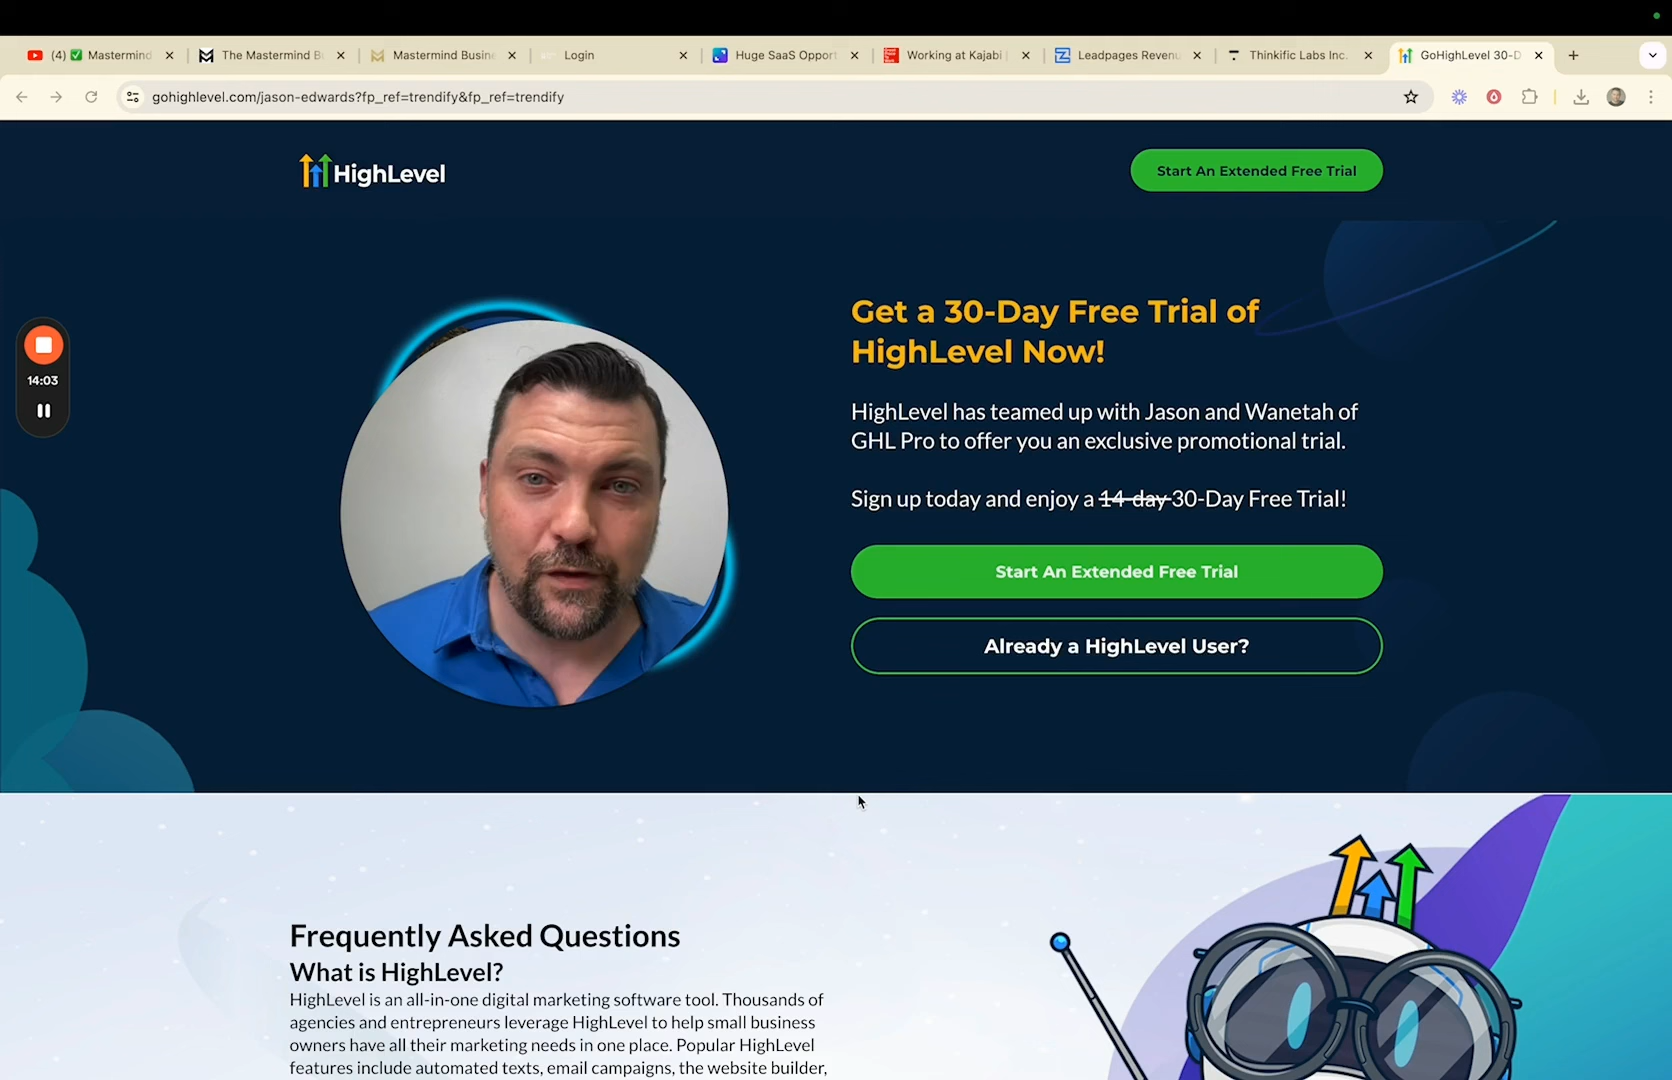 (4) ✅ Mastermind
The Mastermind B
Mastermind Busin
Login
Huge SaaS Opport
Working at Kajabi
Leadpages Revenu
Thinkific Labs Inc.
GoHighLevel 30-D
gohighlevel.com/jason-edwards?fp_ref=trendify&fp_ref=trendify
HighLevel
Start An Extended Free Trial
14:03
Get a 30-Day Free Trial of
HighLevel Now!
HighLevel has teamed up with Jason and Wanetah of
GHL Pro to offer you an exclusive promotional trial.
Sign up today and enjoy a 14-day 30-Day Free Trial!
Start An Extended Free Trial
Already a HighLevel User?
Frequently Asked Questions
What is HighLevel?
HighLevel is an all-in-one digital marketing software tool. Thousands of
agencies and entrepreneurs leverage HighLevel to help small business
owners have all their marketing needs in one place. Popular HighLevel
features include automated texts, email campaigns, the website builder,